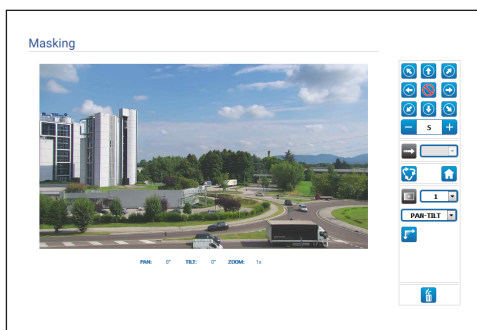 Masking
5
1
PAN-TILT
PAN: 0° TILT: 0° ZOOM: 1x